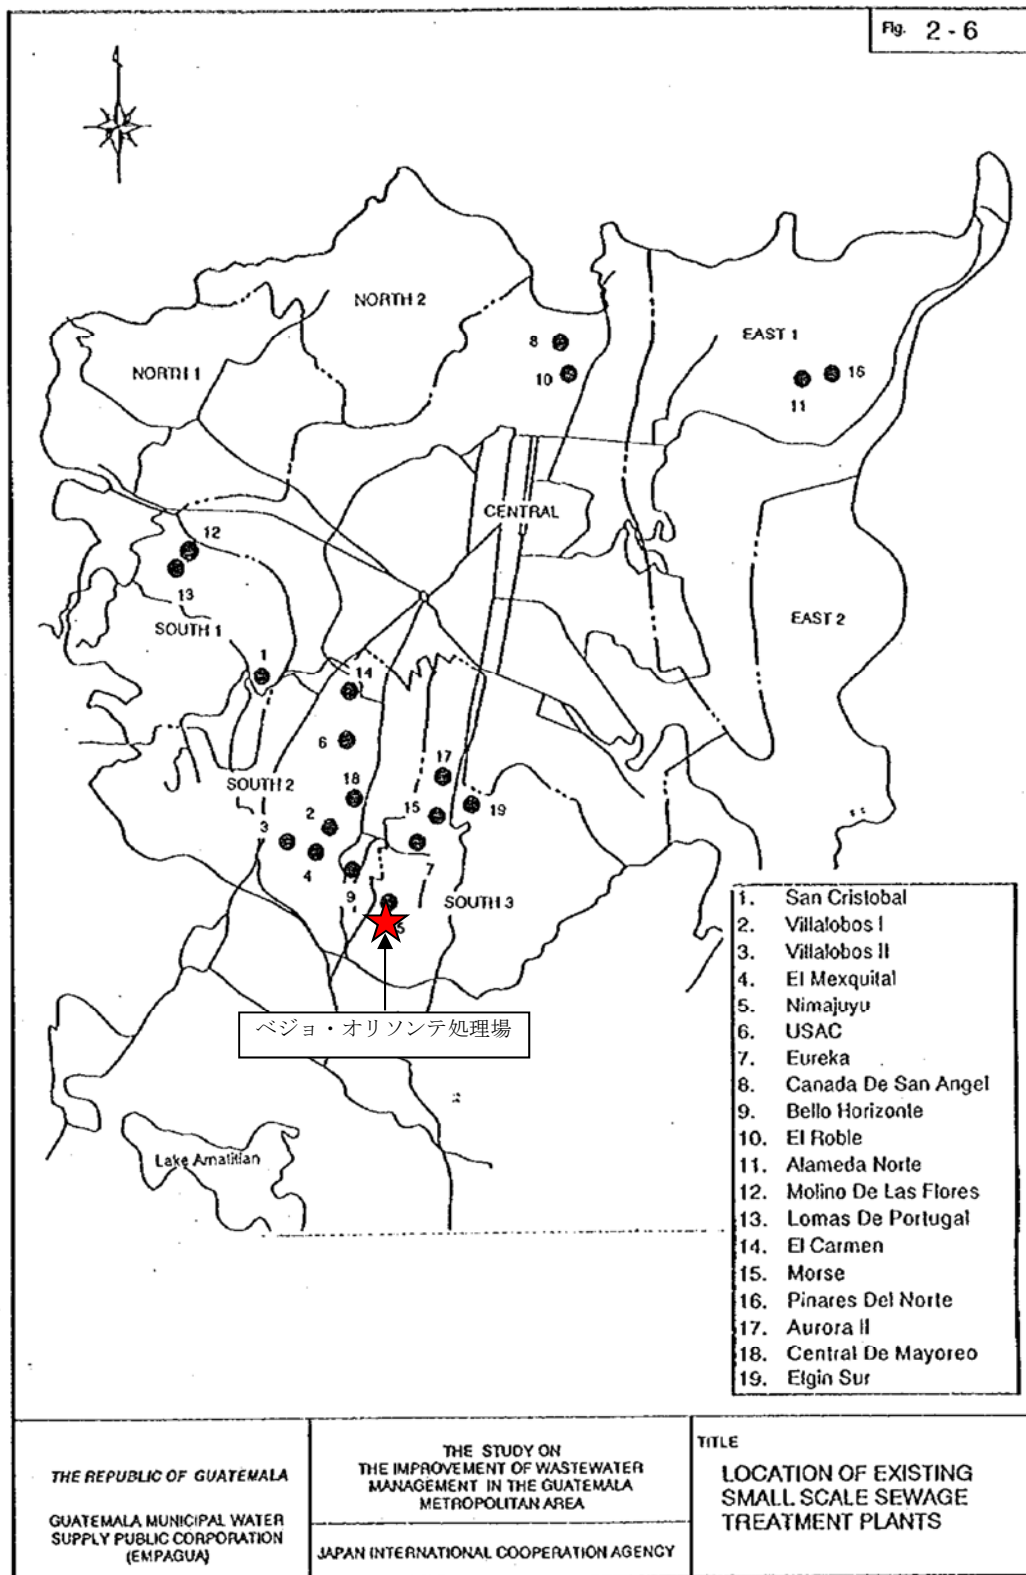 Fig. 2 - 6
NORTH 2
EAST 1
8
NORTH 1
10
16
11
CENTRAL
12
13
EAST 2
SOUTH 1
1
14
6
17
SOUTH 2
18
15
19
2
3
4
7
9
SOUTH 3
5
ベジョ・オリソンテ処理場
Lake Amatitlan
1. San Cristobal
2. Villalobos I
3. Villalobos II
4. El Mexquital
5. Nimajuyu
6. USAC
7. Eureka
8. Canada De San Angel
9. Bello Horizonte
10. El Roble
11. Alameda Norte
12. Molino De Las Flores
13. Lomas De Portugal
14. El Carmen
15. Morse
16. Pinares Del Norte
17. Aurora II
18. Central De Mayoreo
19. Elgin Sur
THE REPUBLIC OF GUATEMALA
GUATEMALA MUNICIPAL WATER
SUPPLY PUBLIC CORPORATION
(EMPAGUA)
THE STUDY ON
THE IMPROVEMENT OF WASTEWATER
MANAGEMENT IN THE GUATEMALA
METROPOLITAN AREA
JAPAN INTERNATIONAL COOPERATION AGENCY
TITLE
LOCATION OF EXISTING
SMALL SCALE SEWAGE
TREATMENT PLANTS